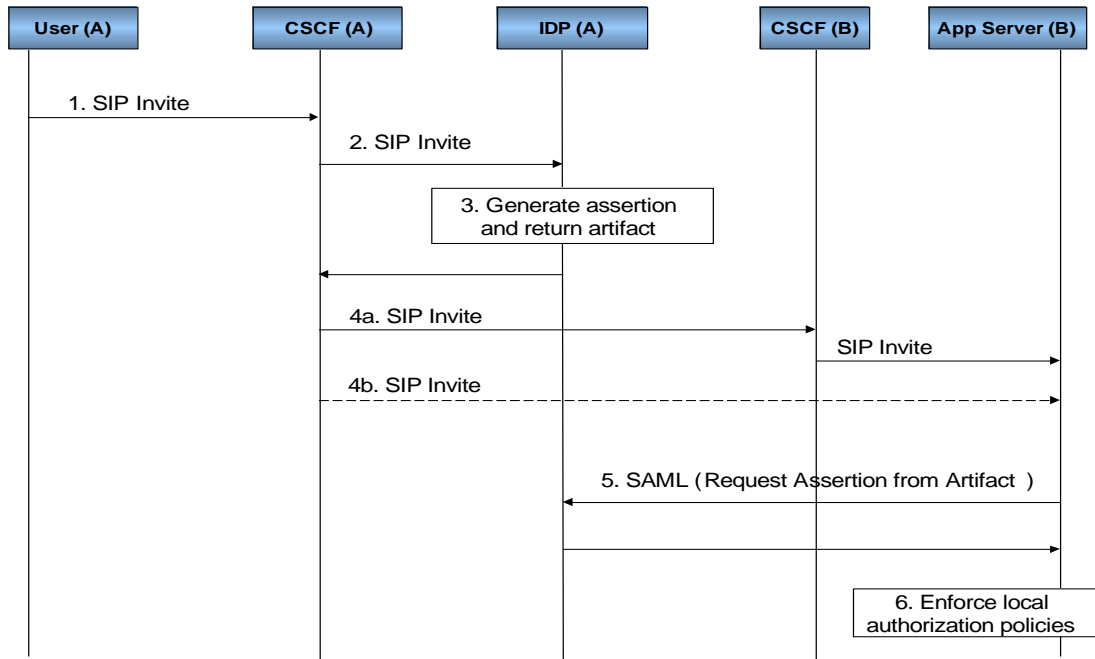 User (A)
CSCF (A)
IDP (A)
CSCF (B)
App Server (B)
1. SIP Invite
2. SIP Invite
3. Generate assertion
and return artifact
4a. SIP Invite
SIP Invite
4b. SIP Invite
5. SAML (Request Assertion from Artifact )
6. Enforce local
authorization policies